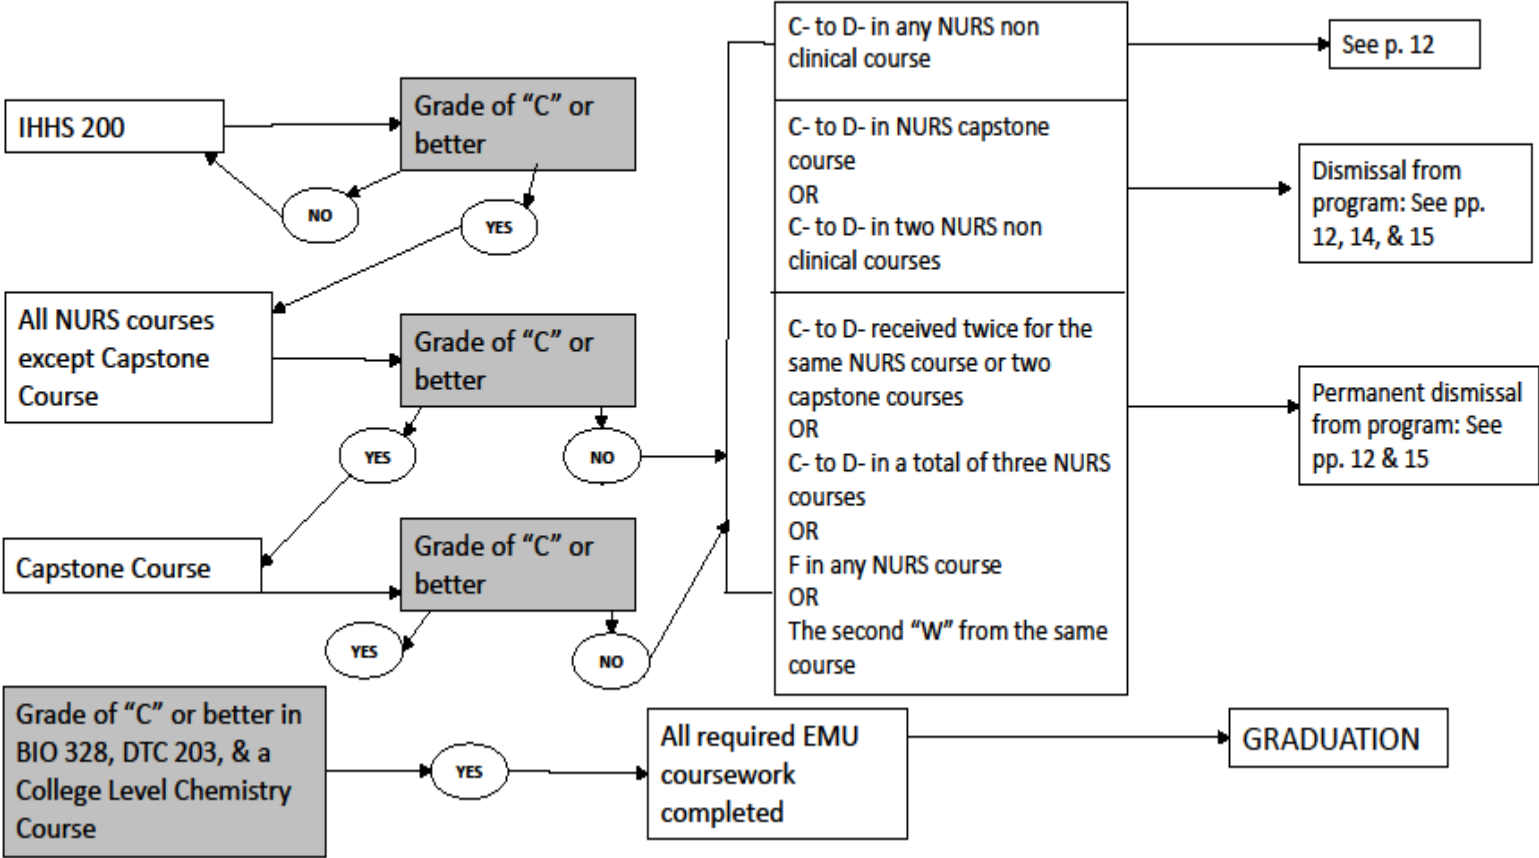 IHHS 200
Grade of “C” or
better
NO
YES
All NURS courses
except Capstone
Course
Grade of “C” or
better
YES
NO
Capstone Course
Grade of “C” or
better
YES
NO
C- to D- in any NURS non
clinical course
See p. 12
C- to D- in NURS capstone
course
OR
C- to D- in two NURS non
clinical courses
Dismissal from
program: See pp.
12, 14, & 15
C- to D- received twice for the
same NURS course or two
capstone courses
OR
C- to D- in a total of three NURS
courses
OR
F in any NURS course
OR
The second “W” from the same
course
Permanent dismissal
from program: See
pp. 12 & 15
Grade of “C” or better in
BIO 328, DTC 203, & a
College Level Chemistry
Course
YES
All required EMU
coursework
completed
GRADUATION